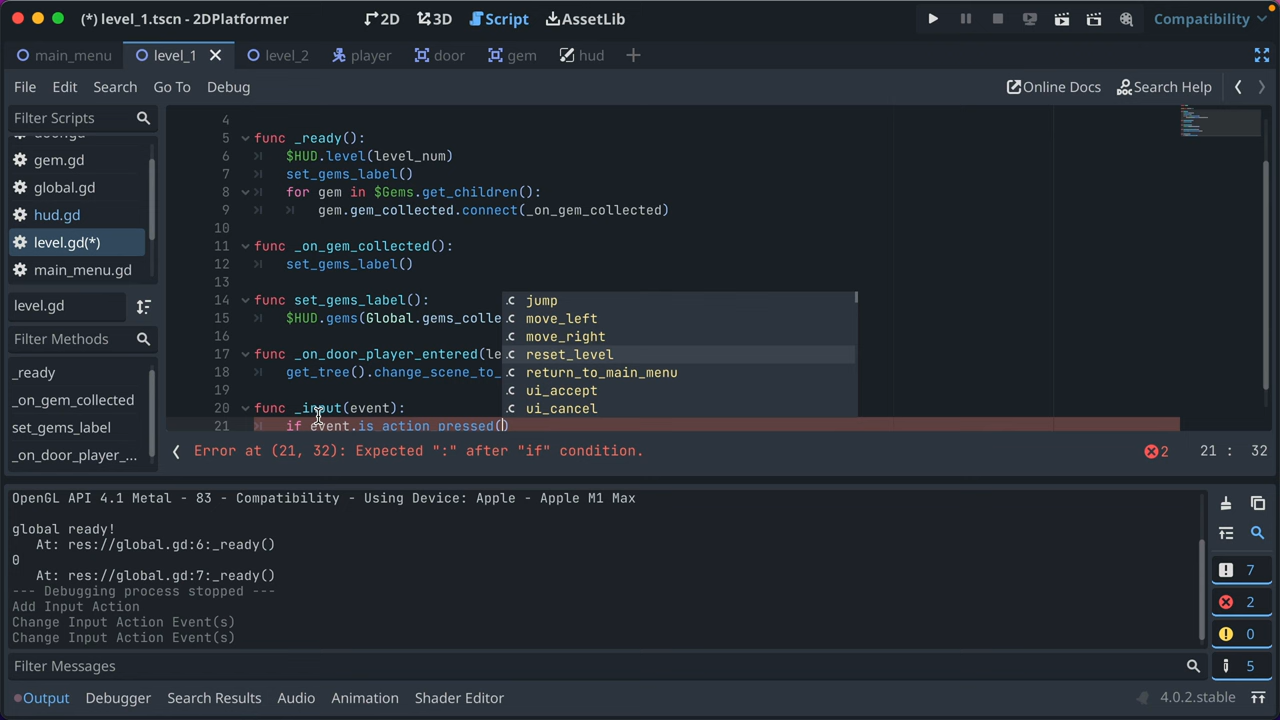 (*) level_1.tscn - 2DPlatformer
2D 3D Script AssetLib
Compatibility
main_menu level_1 level_2 player door gem hud
File Edit Search Go To Debug
Online Docs Search Help
Filter Scripts
gem.gd
global.gd
hud.gd
level.gd(*)
main_menu.gd
level.gd
Filter Methods
_ready
_on_gem_collected
set_gems_label
_on_door_player_...
4
5 func _ready():
6 $HUD.level(level_num)
7 set_gems_label()
8 for gem in $Gems.get_children():
9 gem.gem_collected.connect(_on_gem_collected)
10
11 func _on_gem_collected():
12 set_gems_label()
13
14 func set_gems_label():
15 $HUD.gems(Global.gems_colle
16
17 func _on_door_player_entered(le
18 get_tree().change_scene_to_
19
20 func _input(event):
21 if event.is_action_pressed()
jump
move_left
move_right
reset_level
return_to_main_menu
ui_accept
ui_cancel
Error at (21, 32): Expected ":" after "if" condition.
2 21 : 32
OpenGL API 4.1 Metal - 83 - Compatibility - Using Device: Apple - Apple M1 Max
global ready!
At: res://global.gd:6:_ready()
0
At: res://global.gd:7:_ready()
--- Debugging process stopped ---
Add Input Action
Change Input Action Event(s)
Change Input Action Event(s)
7
2
0
5
Filter Messages
Output Debugger Search Results Audio Animation Shader Editor
4.0.2.stable